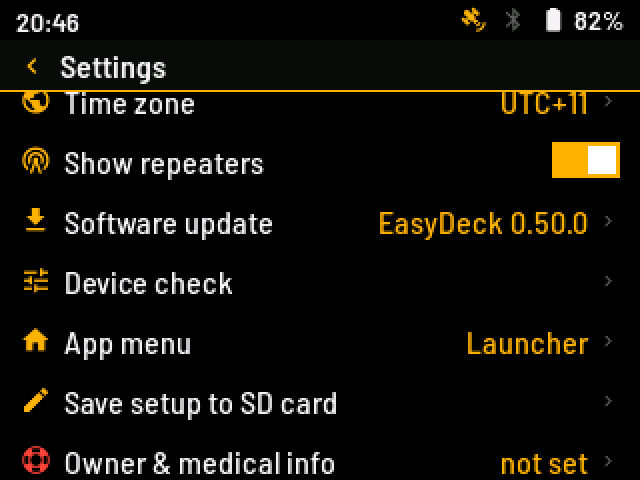 20:46 82%
Settings
Time zone UTC+11
Show repeaters
Software update EasyDeck 0.50.0
Device check
App menu Launcher
Save setup to SD card
Owner & medical info not set